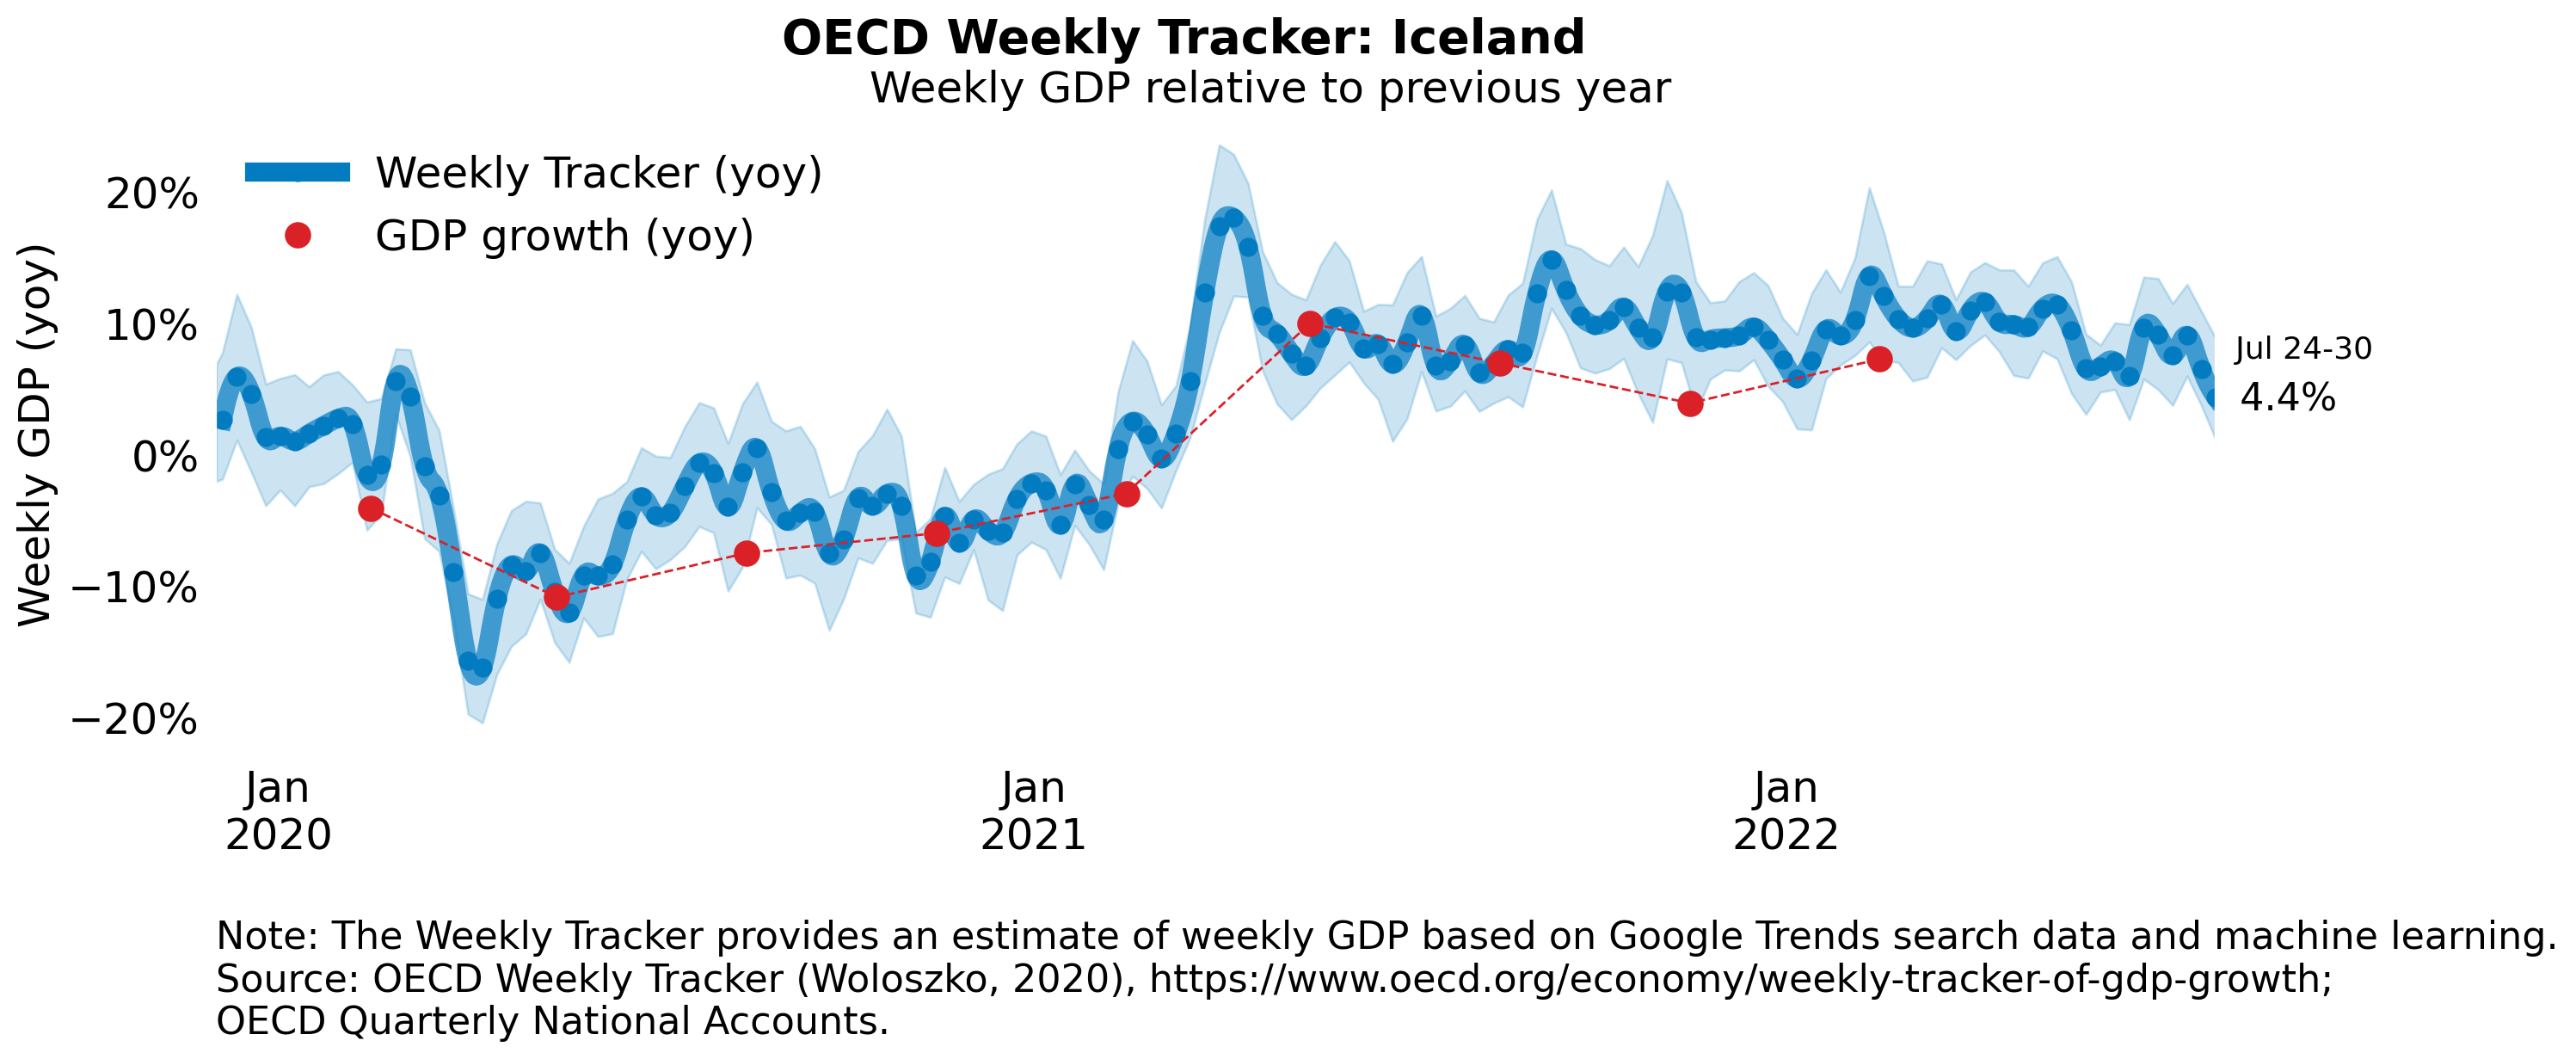 OECD Weekly Tracker: Iceland
Weekly GDP relative to previous year
Weekly Tracker (yoy)
GDP growth (yoy)
Weekly GDP (yoy)
20%
10%
0%
−10%
−20%
Jul 24-30
4.4%
Jan
2020
Jan
2021
Jan
2022
Note: The Weekly Tracker provides an estimate of weekly GDP based on Google Trends search data and machine learning.
Source: OECD Weekly Tracker (Woloszko, 2020), https://www.oecd.org/economy/weekly-tracker-of-gdp-growth;
OECD Quarterly National Accounts.